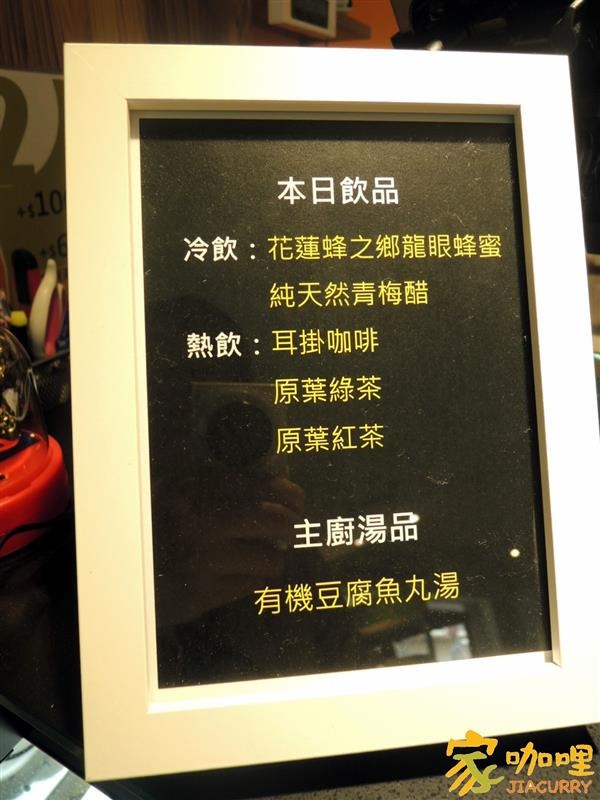 本日飲品
冷飲：花蓮蜂之鄉龍眼蜂蜜
純天然青梅醋
熱飲：耳掛咖啡
原葉綠茶
原葉紅茶
主廚湯品
有機豆腐魚丸湯
家咖哩
JIACURRY